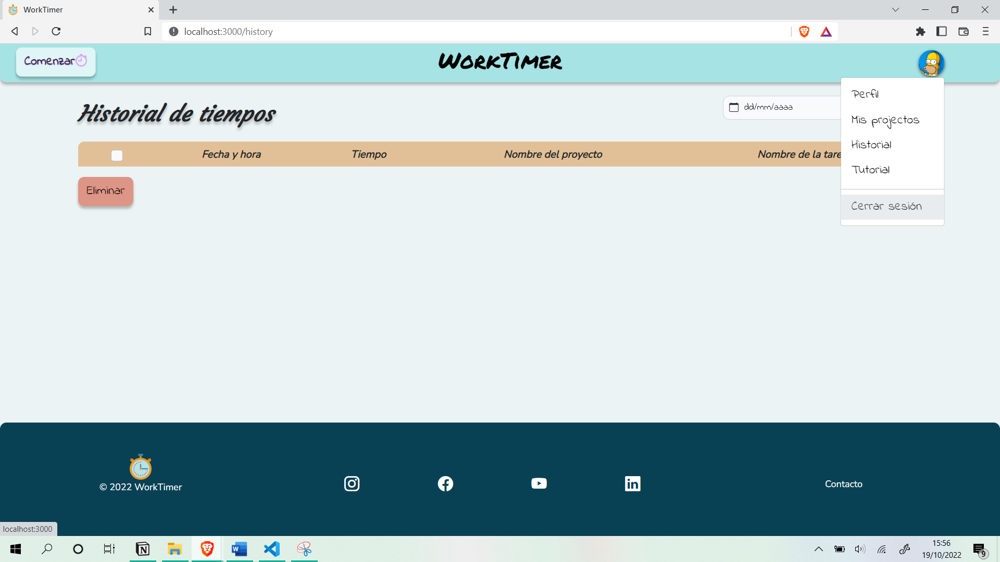 WorkTimer
localhost:3000/history
Comenzar
WorkTimer
Perfil
Mis projectos
Historial
Tutorial
Cerrar sesión
Historial de tiempos
dd/mm/aaaa
Fecha y hora
Tiempo
Nombre del proyecto
Nombre de la tare
Eliminar
© 2022 WorkTimer
Contacto
localhost:3000
15:56
19/10/2022
9